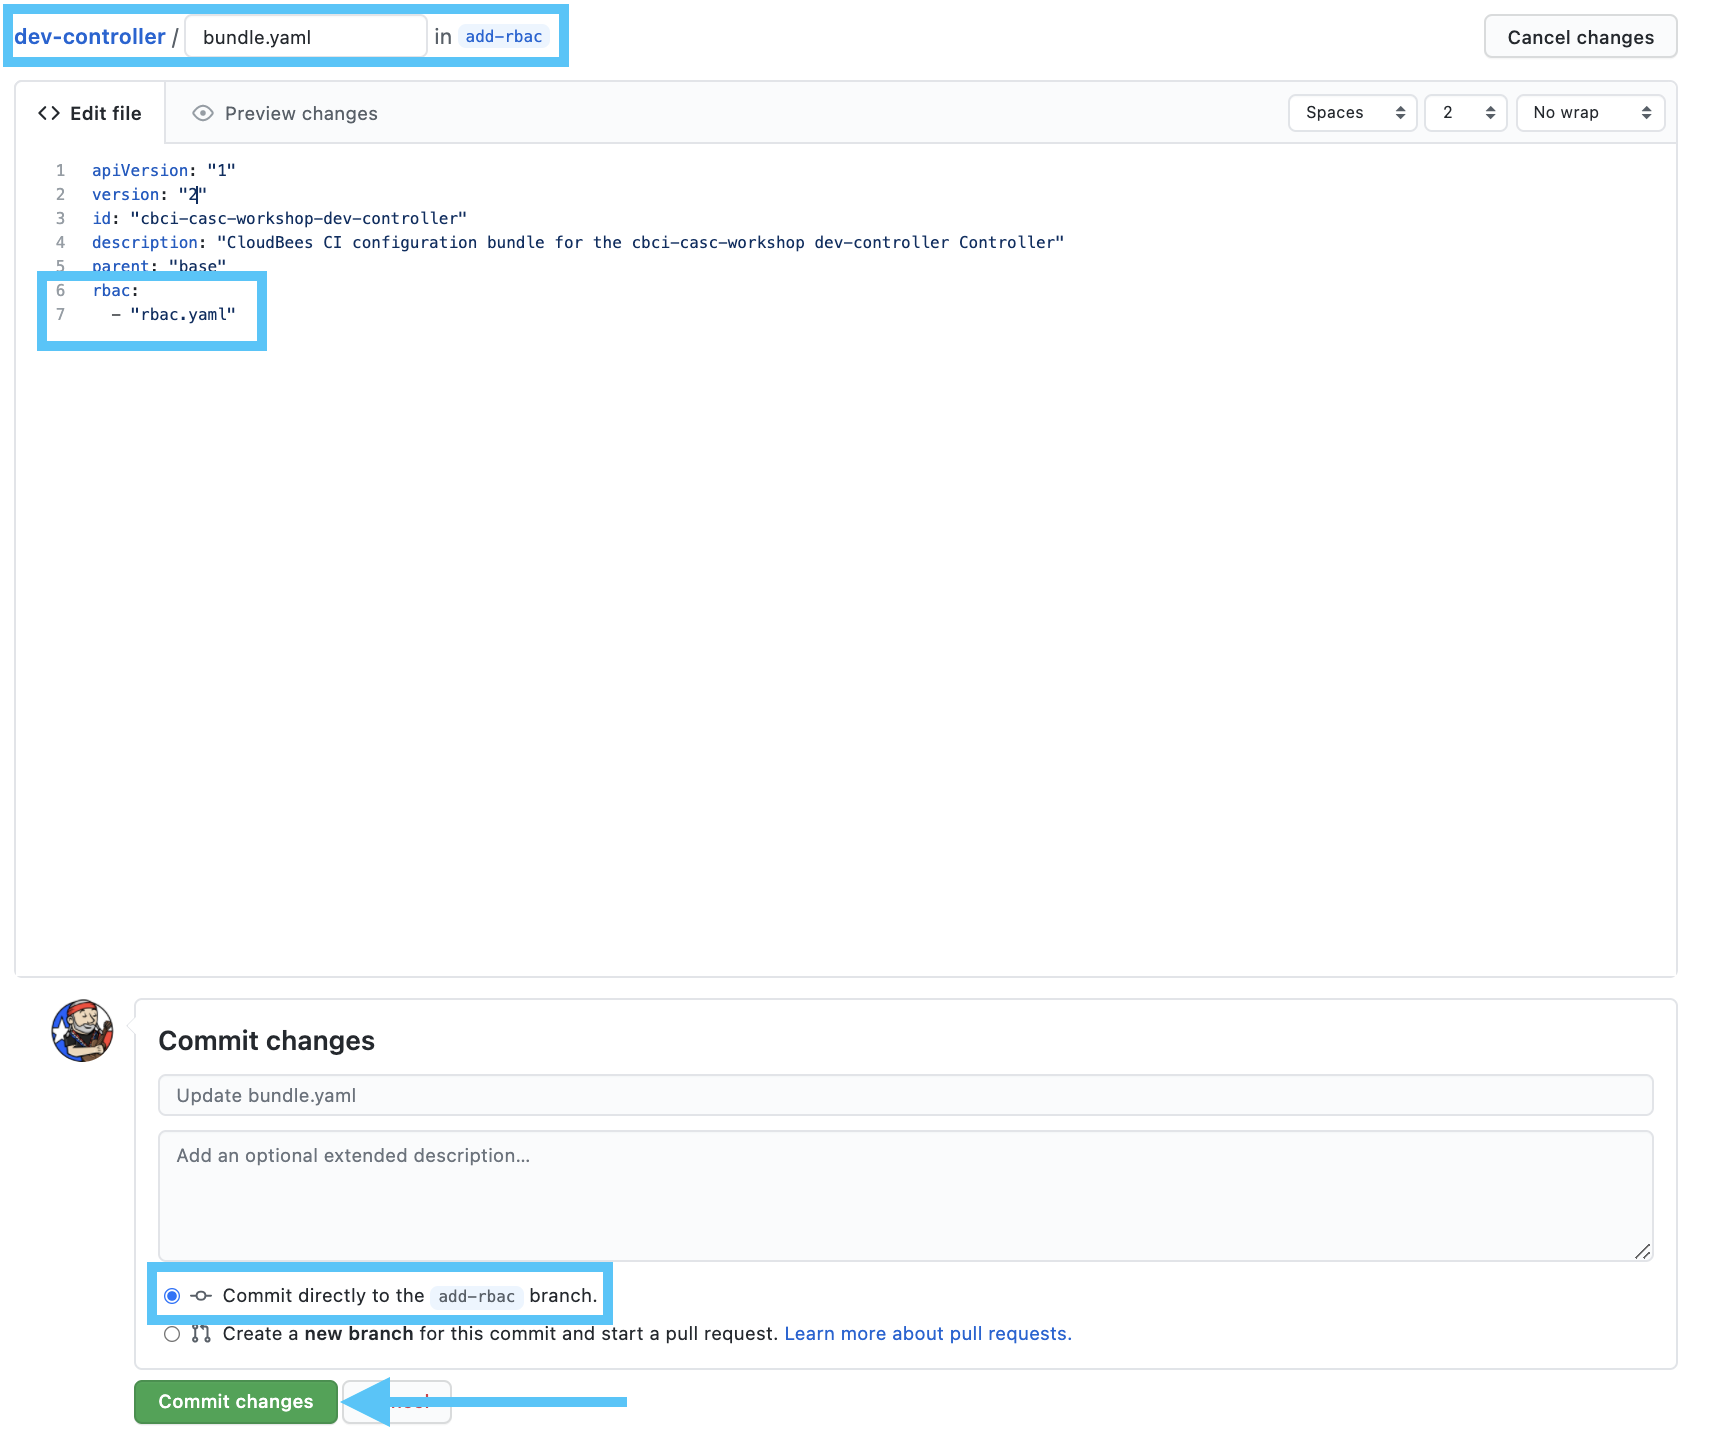 dev-controller / bundle.yaml in add-rbac Cancel changes
<> Edit file Preview changes Spaces 2 No wrap
1 apiVersion: "1"
2 version: "2"
3 id: "cbci-casc-workshop-dev-controller"
4 description: "CloudBees CI configuration bundle for the cbci-casc-workshop dev-controller Controller"
5 parent: "base"
6 rbac:
7 - "rbac.yaml"
Commit changes
Update bundle.yaml
Add an optional extended description...
Commit directly to the add-rbac branch.
Create a new branch for this commit and start a pull request. Learn more about pull requests.
Commit changes